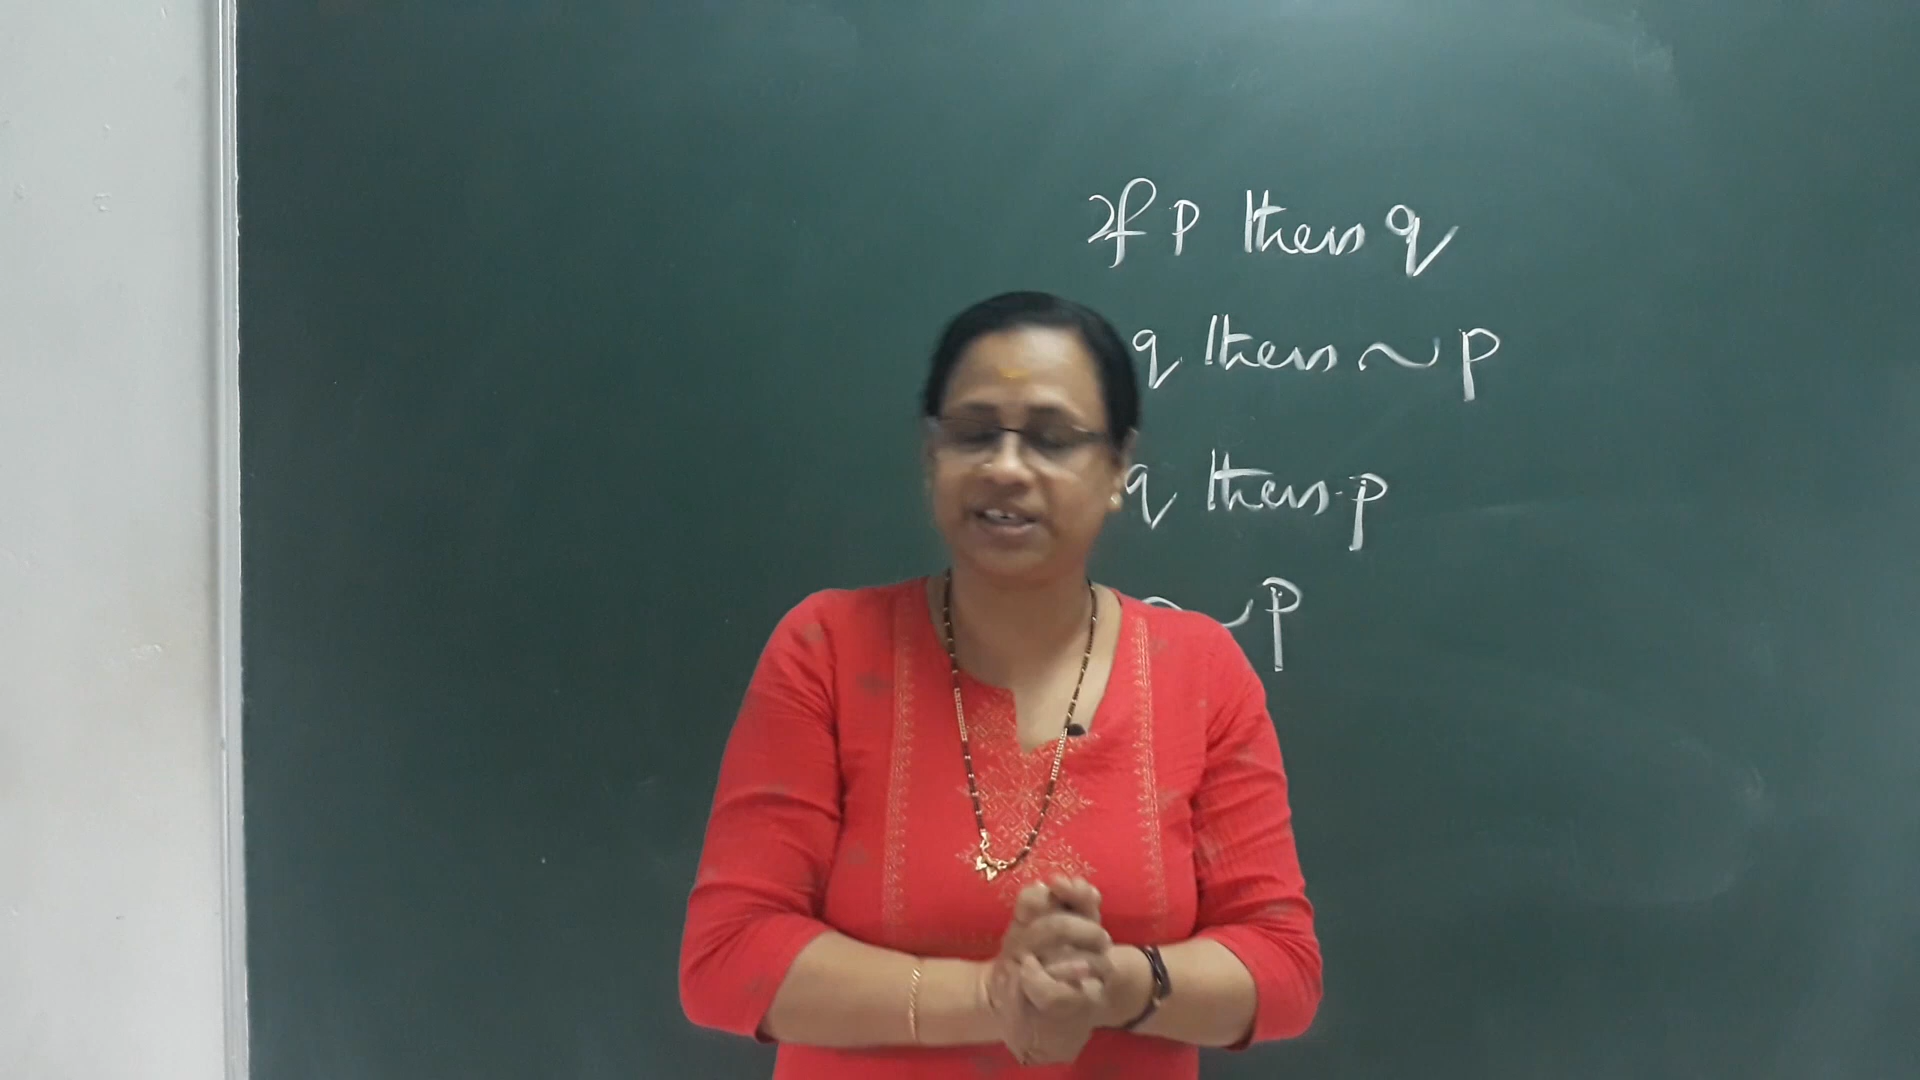 If p then q
q then ~ p
q then p
~ p